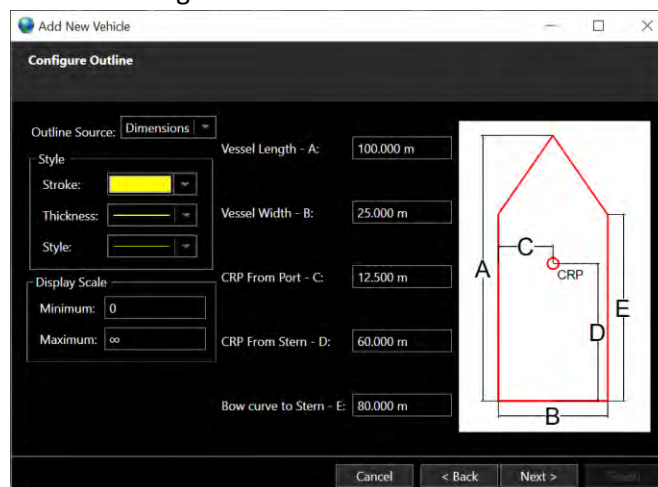 Add New Vehicle
Configure Outline
Outline Source: Dimensions
Style
Stroke:
Thickness:
Style:
Display Scale
Minimum: 0
Maximum: ∞
Vessel Length - A: 100.000 m
Vessel Width - B: 25.000 m
CRP From Port - C: 12.500 m
CRP From Stern - D: 60.000 m
Bow curve to Stern - E: 80.000 m
A
C
CRP
E
D
B
Cancel < Back Next > Finish